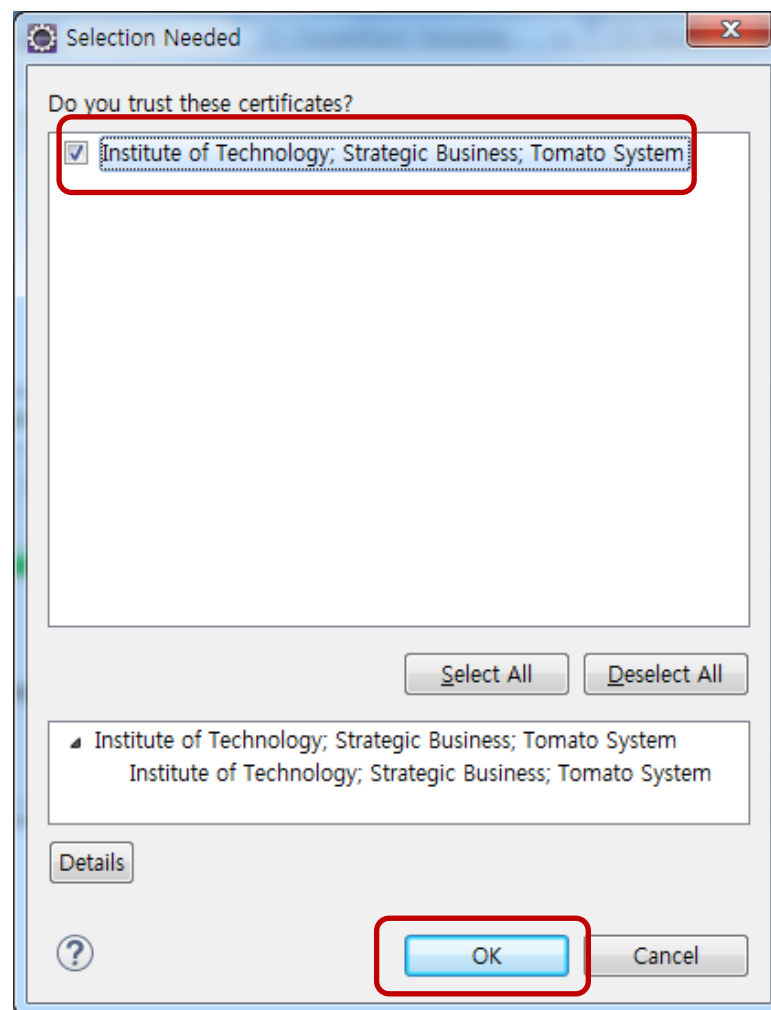 Selection Needed
Do you trust these certificates?
Institute of Technology; Strategic Business; Tomato System
Select All
Deselect All
Institute of Technology; Strategic Business; Tomato System
Institute of Technology; Strategic Business; Tomato System
Details
?
OK
Cancel